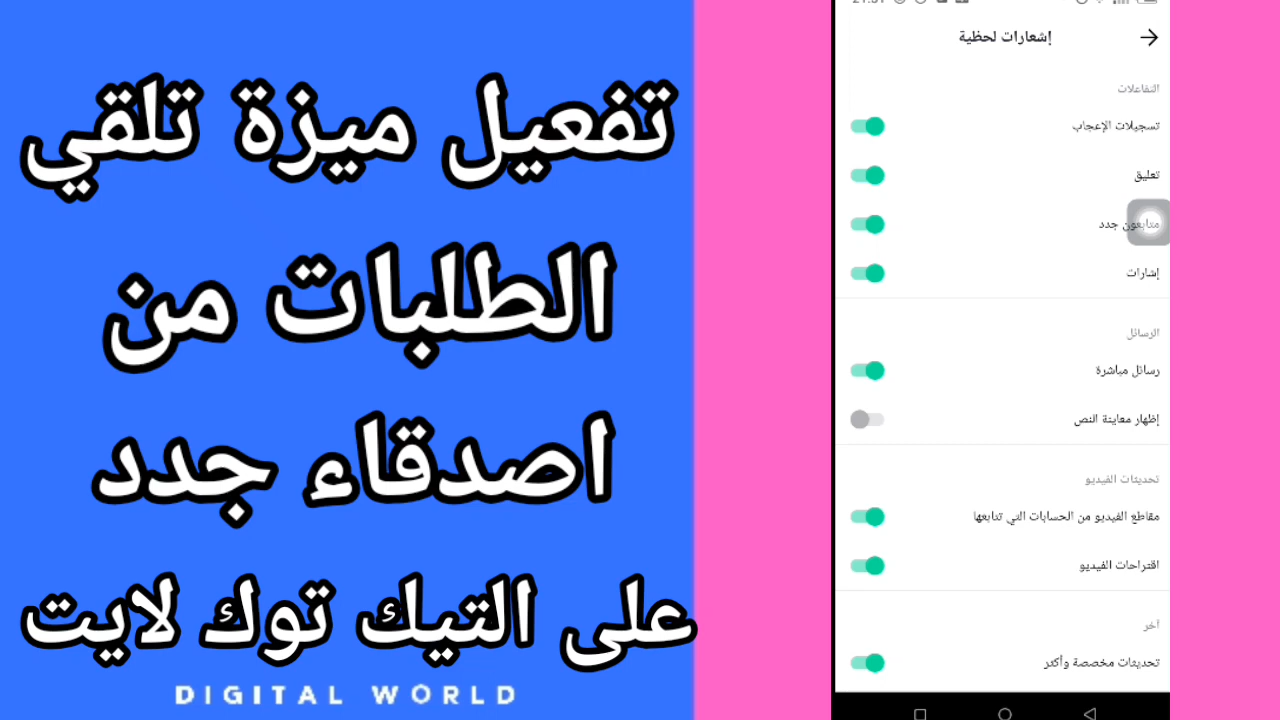 تفعيل ميزة تلقي
الطلبات من
اصدقاء جدد
على التيك توك لايت
DIGITAL WORLD
إشعارات لحظية
التفاعلات
تسجيلات الإعجاب
تعليق
متابعون جدد
إشارات
الرسائل
رسائل مباشرة
إظهار معاينة النص
تحديثات الفيديو
مقاطع الفيديو من الحسابات التي تتابعها
اقتراحات الفيديو
آخر
تحديثات مخصصة وأكثر